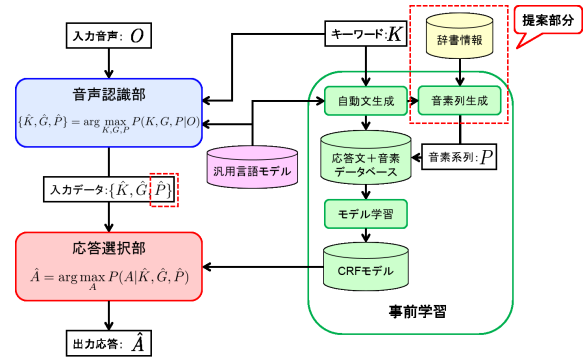 入力音声: O
キーワード:K
辞書情報
提案部分
音声認識部
{K̂,Ĝ,P̂} = arg max P(K,G,P|O)
K,G,P
自動文生成
音素列生成
汎用言語モデル
応答文＋音素
データベース
音素系列:P
入力データ:{K̂,Ĝ,P̂}
モデル学習
応答選択部
Â = arg max P(A|K̂,Ĝ,P̂)
A
CRFモデル
事前学習
出力応答: Â